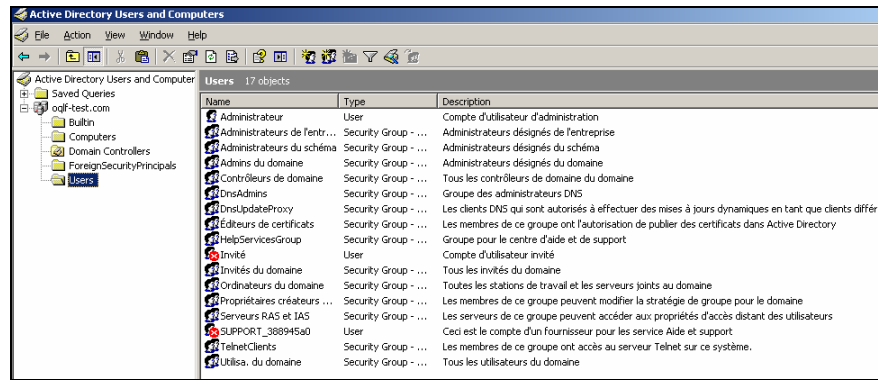 Active Directory Users and Computers
File Action View Window Help
Active Directory Users and Computer
Saved Queries
oqlf-test.com
Builtin
Computers
Domain Controllers
ForeignSecurityPrincipals
Users
Users 17 objects
Name Type Description
Administrateur User Compte d'utilisateur d'administration
Administrateurs de l'entr... Security Group - ... Administrateurs désignés de l'entreprise
Administrateurs du schéma Security Group - ... Administrateurs désignés du schéma
Admins du domaine Security Group - ... Administrateurs désignés du domaine
Contrôleurs de domaine Security Group - ... Tous les contrôleurs de domaine du domaine
DnsAdmins Security Group - ... Groupe des administrateurs DNS
DnsUpdateProxy Security Group - ... Les clients DNS qui sont autorisés à effectuer des mises à jours dynamiques en tant que clients différ
Éditeurs de certificats Security Group - ... Les membres de ce groupe ont l'autorisation de publier des certificats dans Active Directory
HelpServicesGroup Security Group - ... Groupe pour le centre d'aide et de support
Invité User Compte d'utilisateur invité
Invités du domaine Security Group - ... Tous les invités du domaine
Ordinateurs du domaine Security Group - ... Toutes les stations de travail et les serveurs joints au domaine
Propriétaires créateurs ... Security Group - ... Les membres de ce groupe peuvent modifier la stratégie de groupe pour le domaine
Serveurs RAS et IAS Security Group - ... Les serveurs de ce groupe peuvent accéder aux propriétés d'accès distant des utilisateurs
SUPPORT_388945a0 User Ceci est le compte d'un fournisseur pour les service Aide et support
TelnetClients Security Group - ... Les membres de ce groupe ont accès au serveur Telnet sur ce système.
Utilisa. du domaine Security Group - ... Tous les utilisateurs du domaine